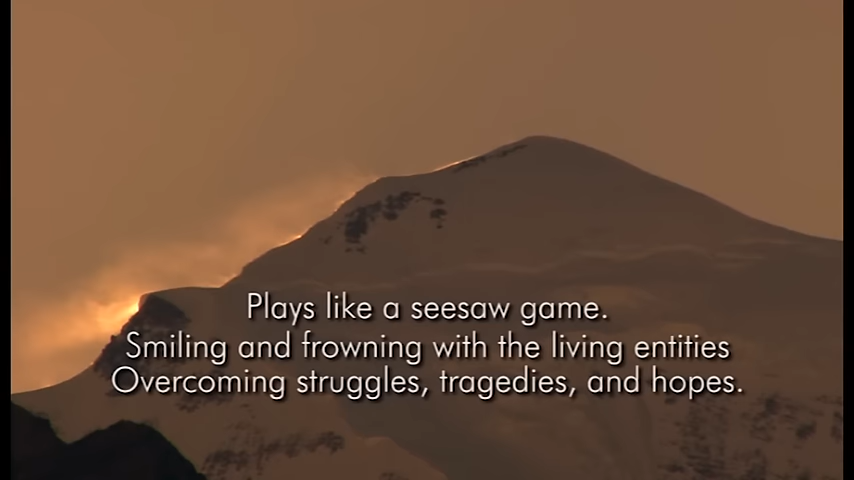 Plays like a seesaw game.
Smiling and frowning with the living entities
Overcoming struggles, tragedies, and hopes.